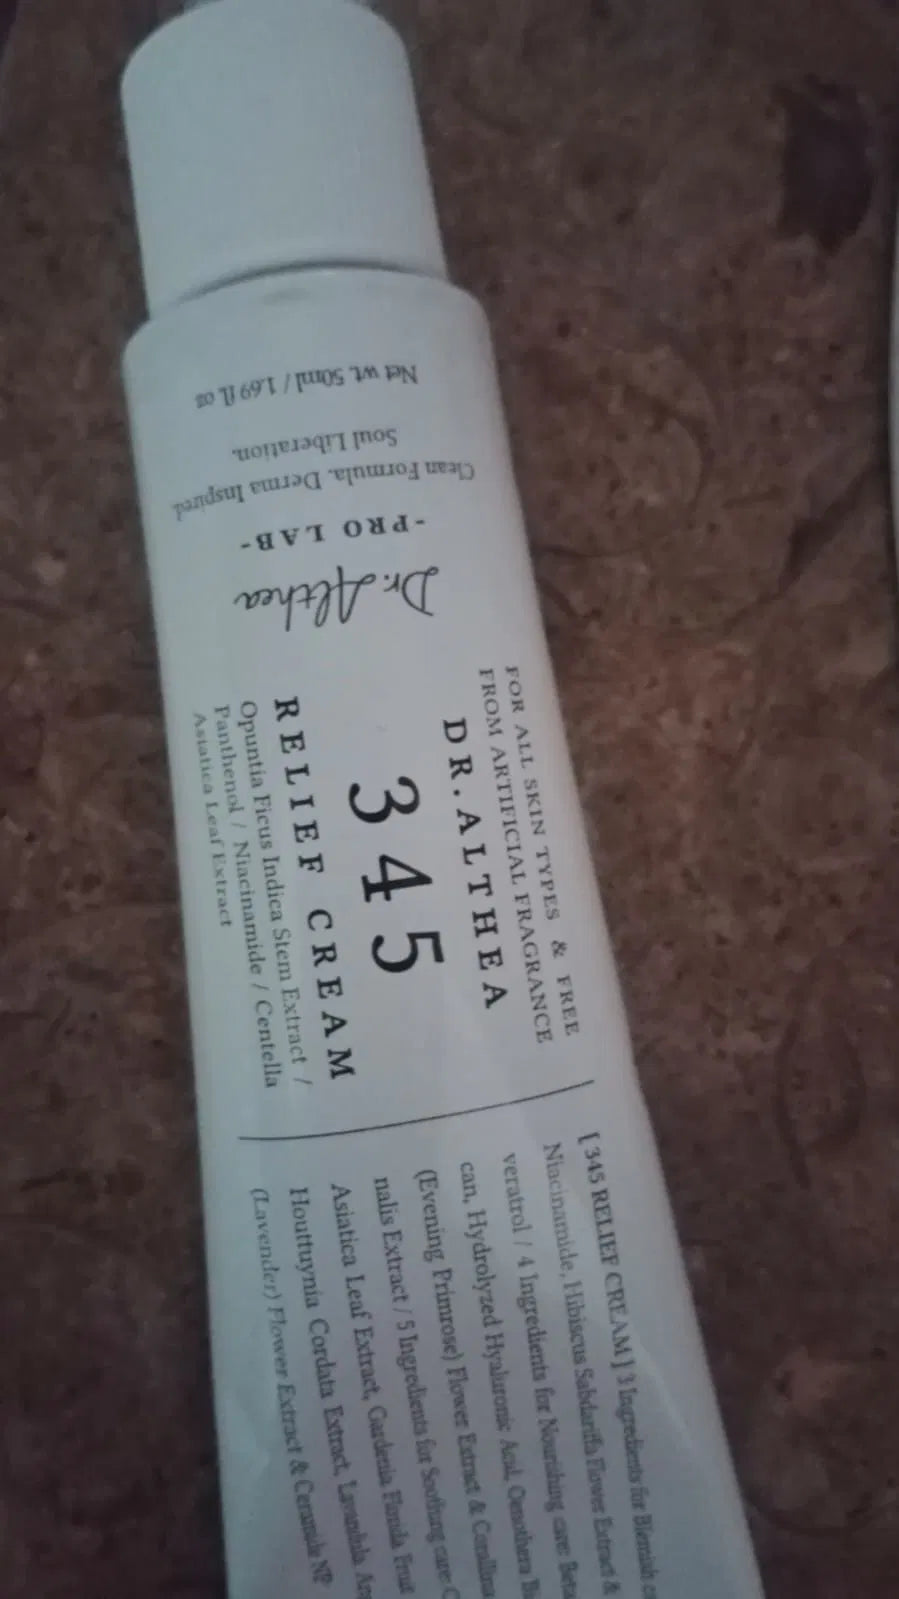 Net wt. 50ml / 1.69 fl oz
Soul Liberation.
Clean Formula. Derma Inspired.
-PRO LAB-
Dr.Althea
FOR ALL SKIN TYPES & FREE
FROM ARTIFICIAL FRAGRANCE
DR.ALTHEA
345
RELIEF CREAM
Opuntia Ficus Indica Stem Extract /
Panthenol / Niacinamide / Centella
Asiatica Leaf Extract
[ 345 RELIEF CREAM ] 3 Ingredients for Blemish
Niacinamide, Hibiscus Sabdariffa Flower Extract &
veratrol / 4 Ingredients for Nourishing care:
can, Hydrolyzed Hyaluronic Acid, Oenothera
(Evening Primrose) Flower Extract &
nalis Extract / 5 Ingredients for Soothing care:
Asiatica Leaf Extract, Gardenia Florida Fruit
Houttuynia Cordata Extract, Lavandula
(Lavender) Flower Extract & Ceramide NP